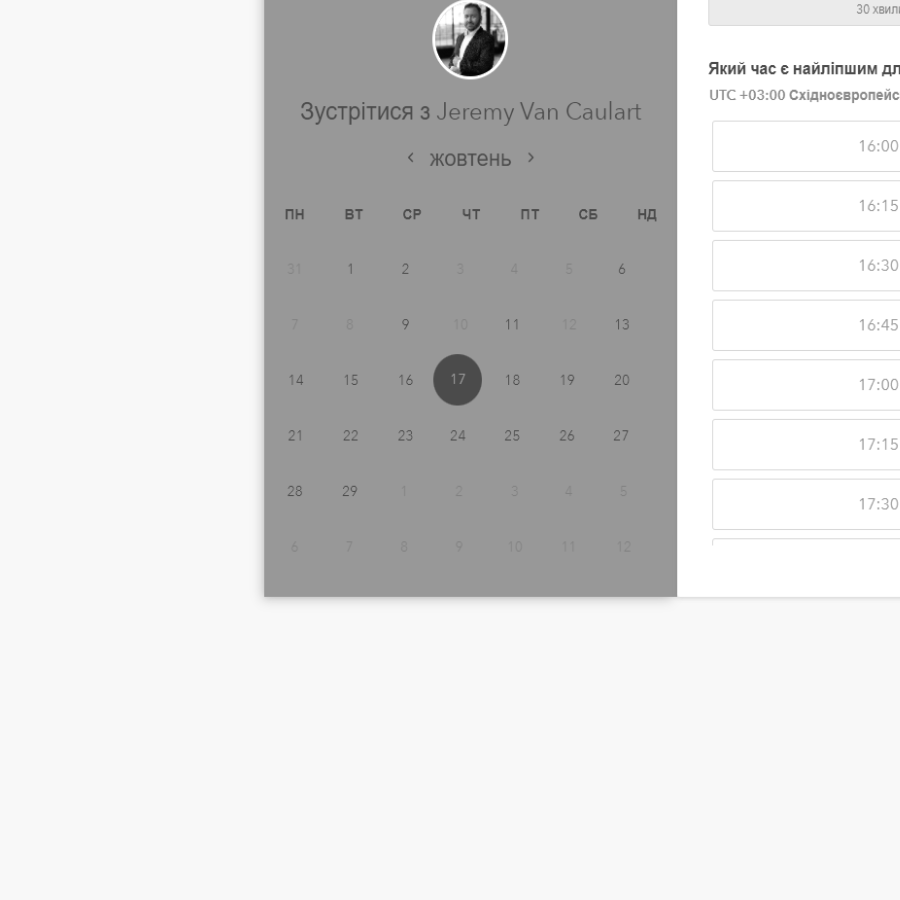 Зустрітися з Jeremy Van Caulart
жовтень
ПН ВТ СР ЧТ ПТ СБ НД
31 1 2 3 4 5 6
7 8 9 10 11 12 13
14 15 16 17 18 19 20
21 22 23 24 25 26 27
28 29 1 2 3 4 5
6 7 8 9 10 11 12
30 хвили
Який час є найліпшим дл
UTC +03:00 Східноєвропейс
16:00
16:15
16:30
16:45
17:00
17:15
17:30